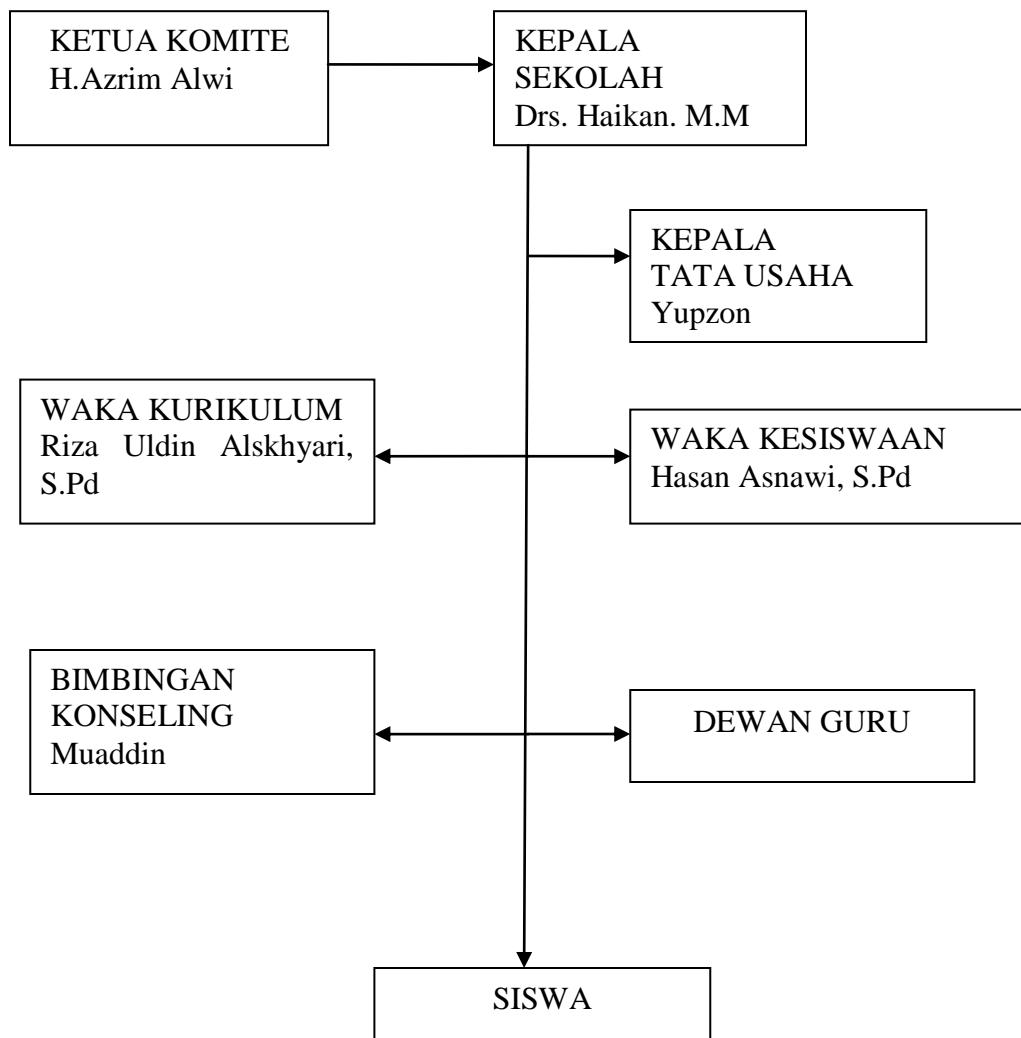 KETUA KOMITE
H.Azrim Alwi
KEPALA
SEKOLAH
Drs. Haikan. M.M
KEPALA
TATA USAHA
Yupzon
WAKA KURIKULUM
Riza Uldin Alskhyari,
S.Pd
WAKA KESISWAAN
Hasan Asnawi, S.Pd
BIMBINGAN
KONSELING
Muaddin
DEWAN GURU
SISWA